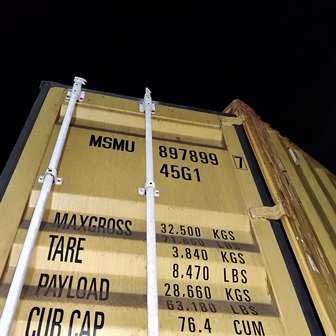 MSMU 897899 7
45G1
MAXGROSS 32.500 KGS
71.650 LBS
TARE 3.840 KGS
8,470 LBS
PAYLOAD 28,660 KGS
63.180 LBS
CUB CAP 76.4 CUM